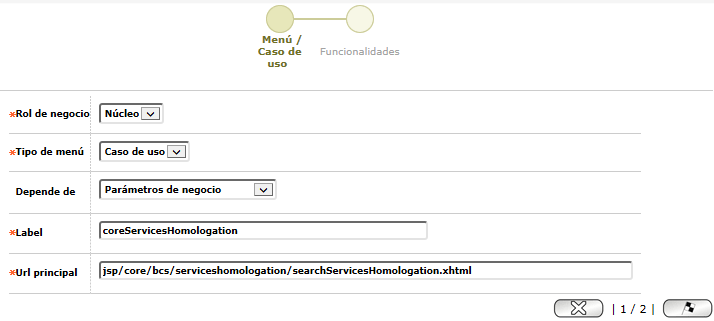 Menú /
Caso de
uso
Funcionalidades
*Rol de negocio Núcleo
*Tipo de menú Caso de uso
Depende de Parámetros de negocio
*Label coreServicesHomologation
*Url principal jsp/core/bcs/serviceshomologation/searchServicesHomologation.xhtml
| 1 / 2 |